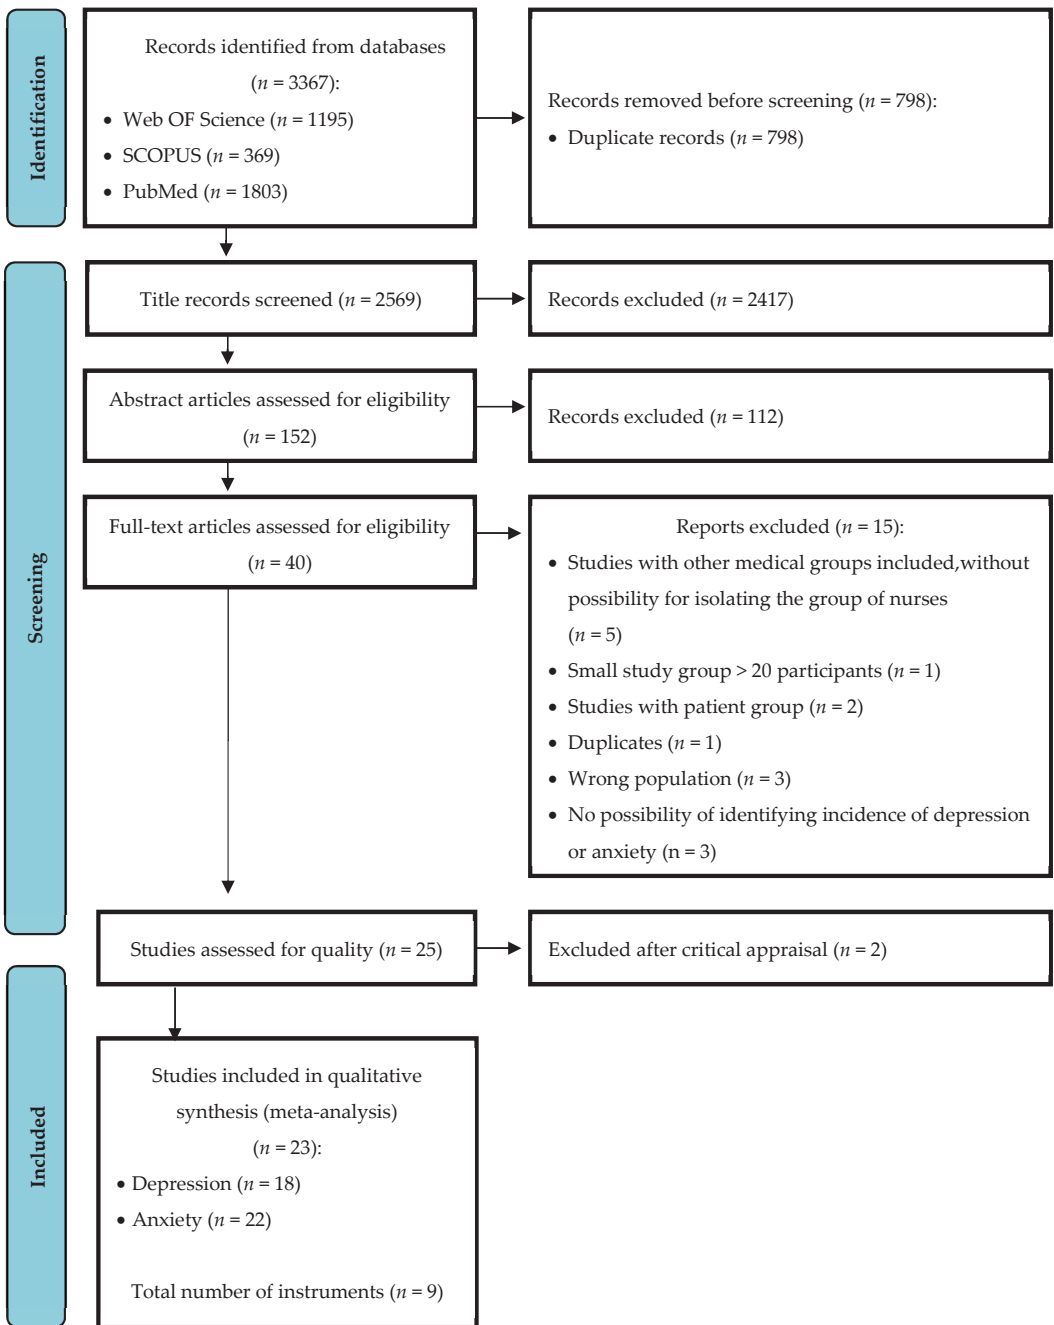 Identification
Records identified from databases
(n = 3367):
• Web OF Science (n = 1195)
• SCOPUS (n = 369)
• PubMed (n = 1803)
Records removed before screening (n = 798):
• Duplicate records (n = 798)
Screening
Title records screened (n = 2569)
Records excluded (n = 2417)
Abstract articles assessed for eligibility
(n = 152)
Records excluded (n = 112)
Full-text articles assessed for eligibility
(n = 40)
Reports excluded (n = 15):
• Studies with other medical groups included,without
possibility for isolating the group of nurses
(n = 5)
• Small study group > 20 participants (n = 1)
• Studies with patient group (n = 2)
• Duplicates (n = 1)
• Wrong population (n = 3)
• No possibility of identifying incidence of depression
or anxiety (n = 3)
Studies assessed for quality (n = 25)
Excluded after critical appraisal (n = 2)
Included
Studies included in qualitative
synthesis (meta-analysis)
(n = 23):
• Depression (n = 18)
• Anxiety (n = 22)
Total number of instruments (n = 9)